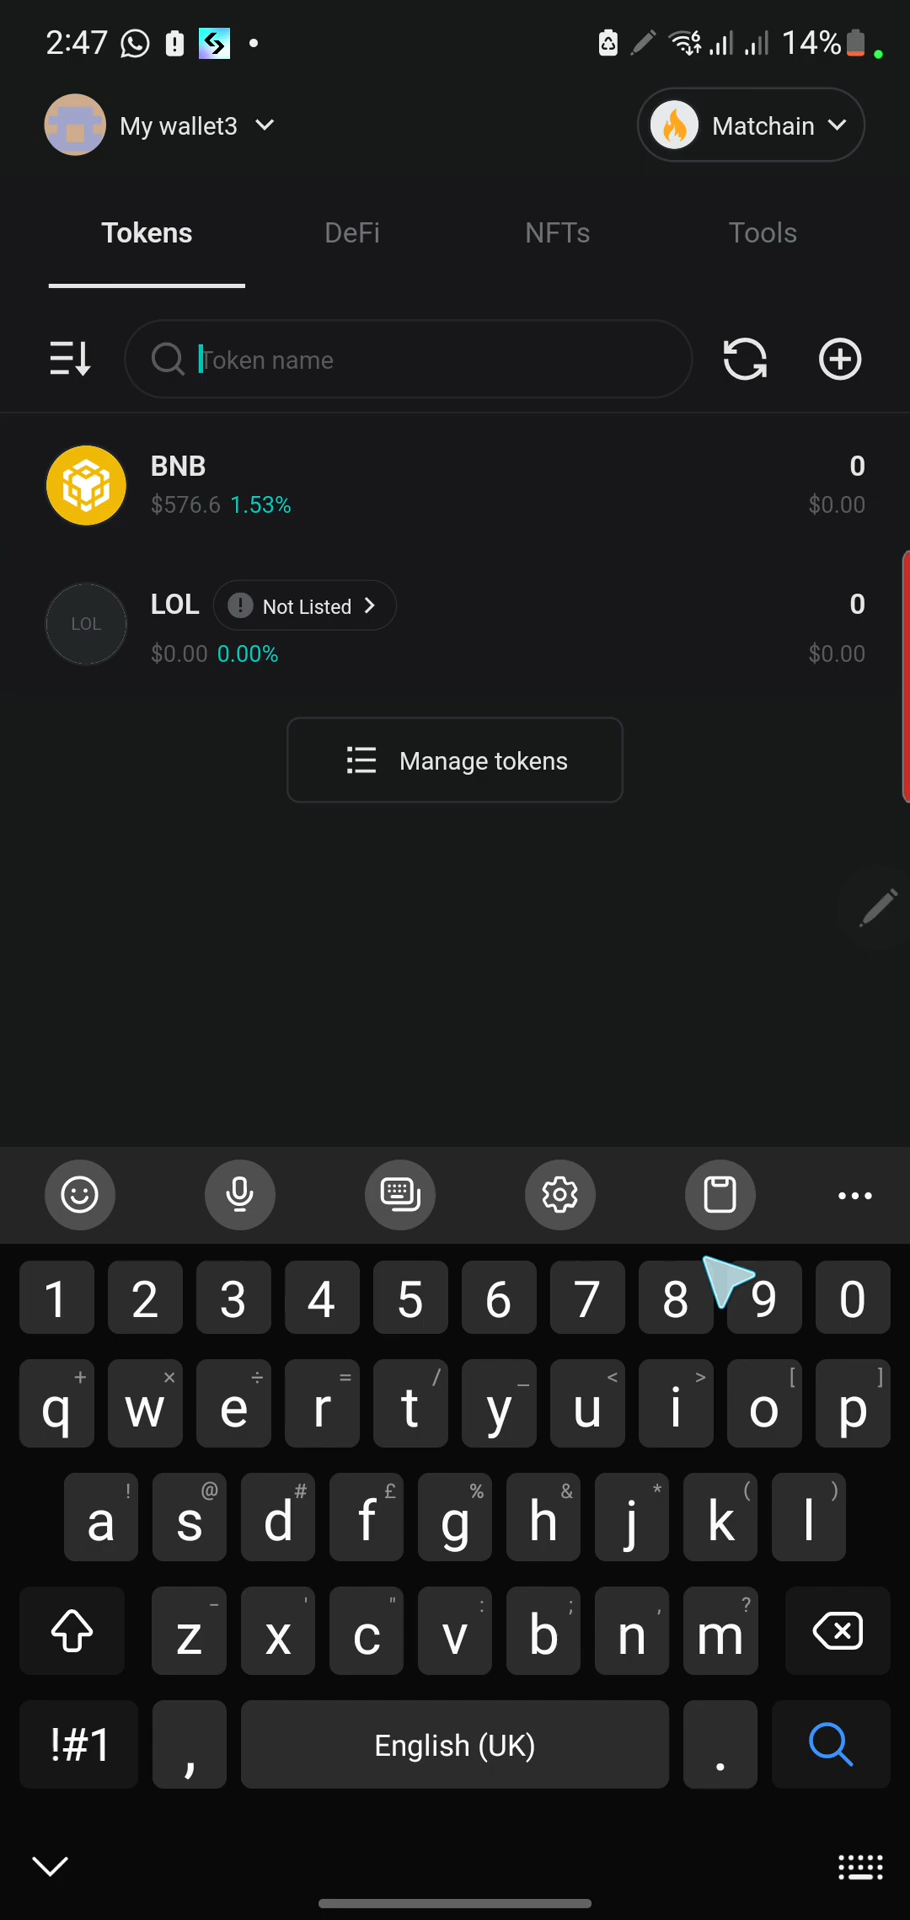 2:47 14%
My wallet3 Matchain
Tokens DeFi NFTs Tools
Token name
BNB 0
$576.6 1.53% $0.00
LOL LOL Not Listed 0
$0.00 0.00% $0.00
Manage tokens
1 2 3 4 5 6 7 8 9 0
+ × ÷ = / _ < > [ ]
q w e r t y u i o p
! @ # £ % & * ( )
a s d f g h j k l
- ' " : ; , ?
z x c v b n m
!#1 , English (UK) .